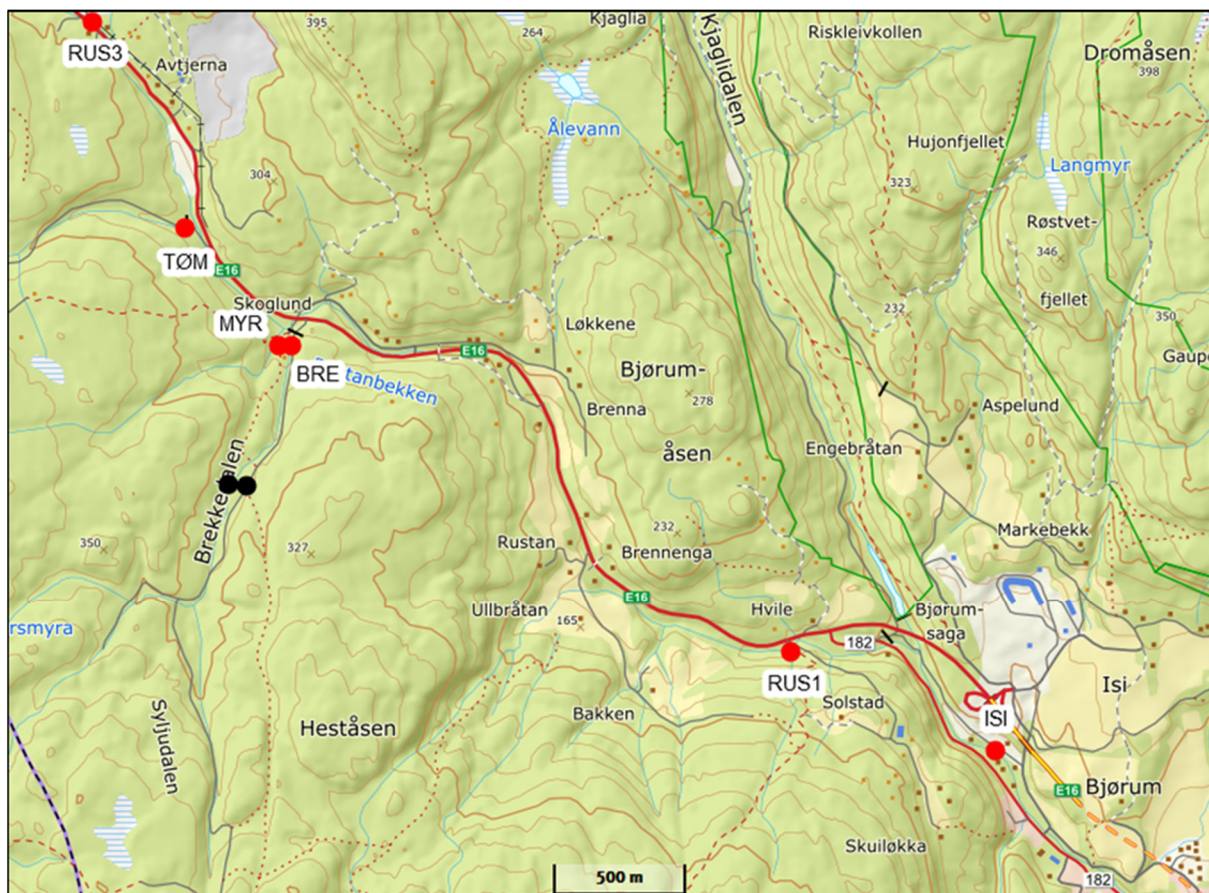 Kjaglia
395
264
Riskleivkollen
RUS3
Avtjerna
Kjaglidalen
Dromåsen
398
Ålevann
Hujonfjellet
Langmyr
304
323
Røstvet-
346
fjellet
TØM
E16
232
350
Skoglund
MYR
Løkkene
E16
Gaupe
BRE
tanbekken
Bjørum-
278
Brenna
Aspelund
åsen
Engebråtan
Brekkedalen
232
Markebekk
350
327
Rustan
Brennenga
E16
Ullbråtan
165
Hvile
Bjørum-
saga
rsmyra
182
RUS1
Isi
Solstad
ISI
Syljudalen
Heståsen
Bakken
E16
Bjørum
Skuiløkka
500 m
182